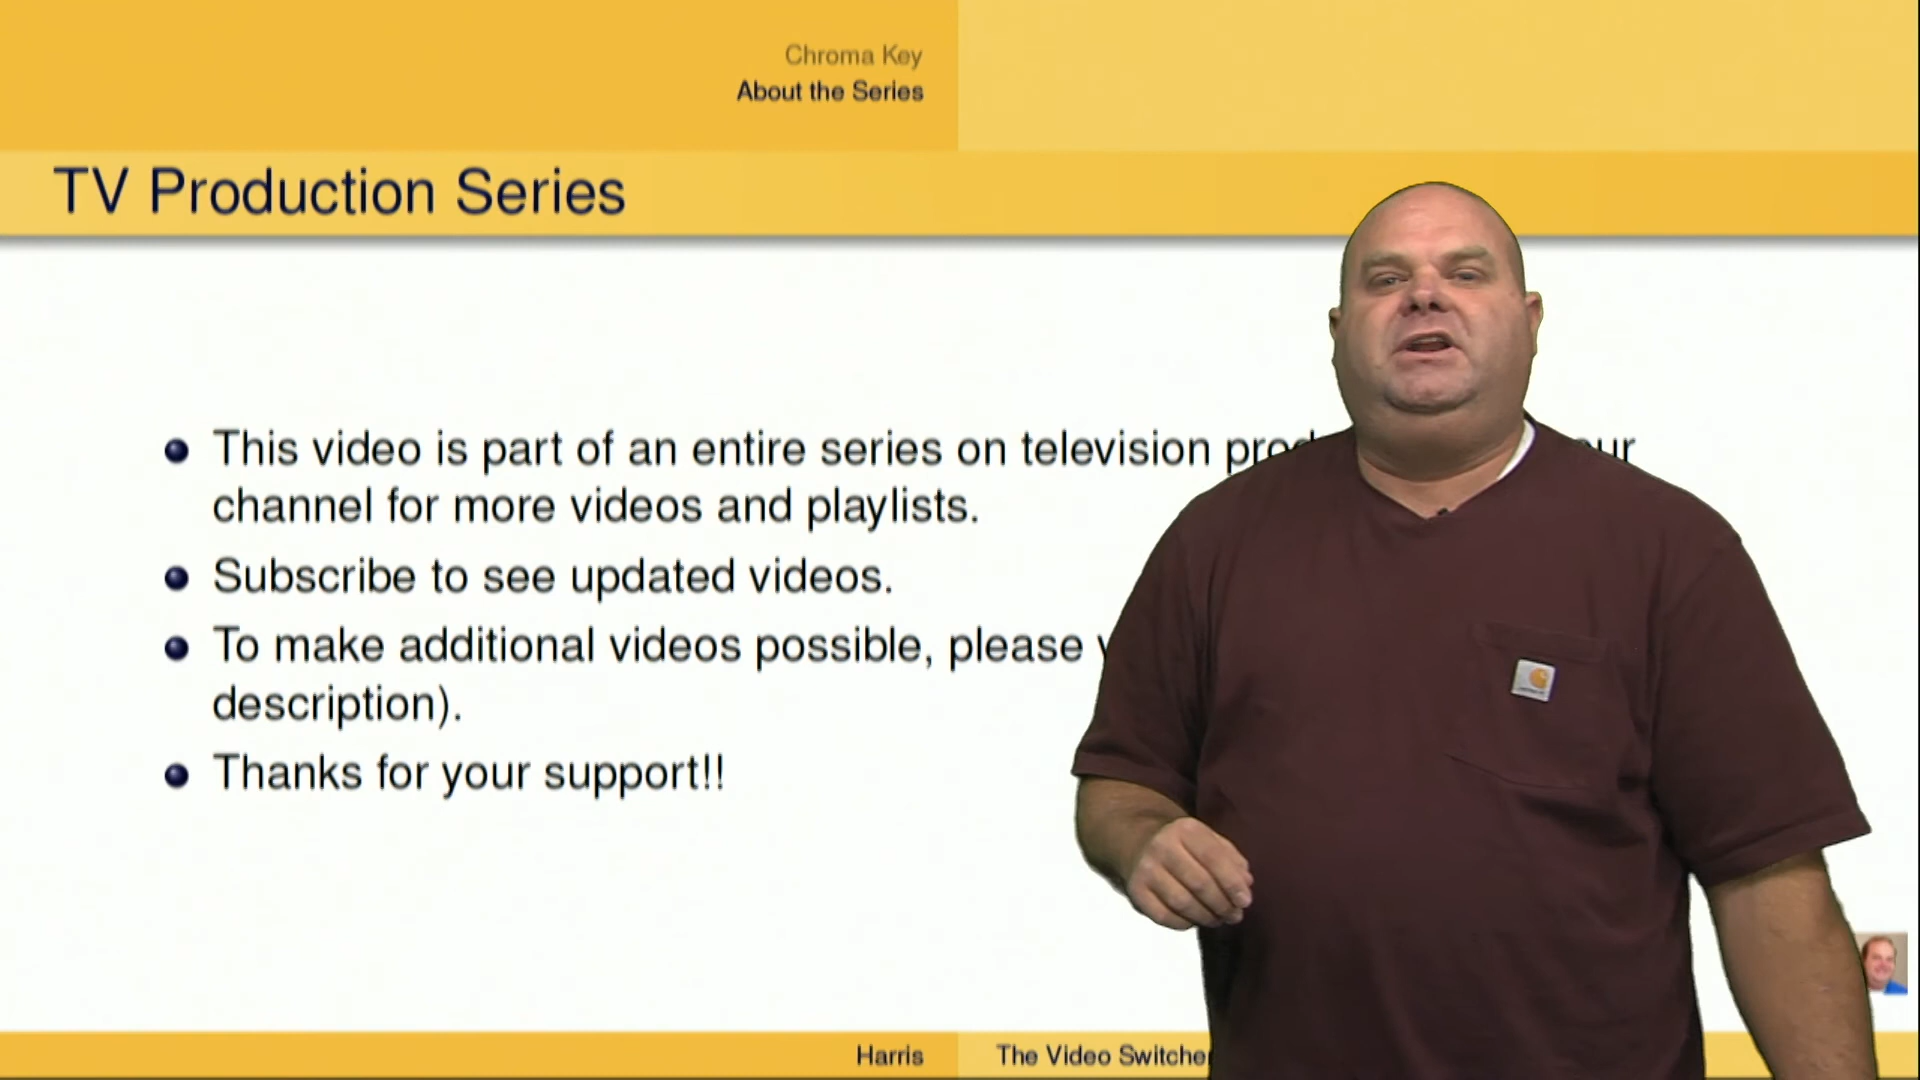 Chroma Key
About the Series
TV Production Series
This video is part of an entire series on television
channel for more videos and playlists.
Subscribe to see updated videos.
To make additional videos possible, please
description).
Thanks for your support!!
Harris
The Video Switcher